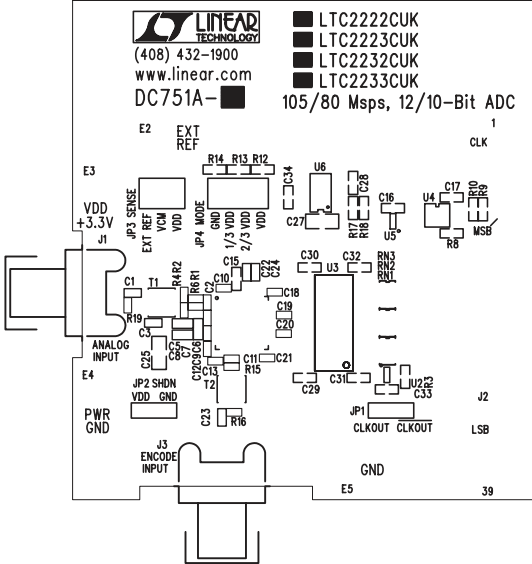 LT LINEAR
TECHNOLOGY
(408) 432-1900
www.linear.com
DC751A-
LTC2222CUK
LTC2223CUK
LTC2232CUK
LTC2233CUK
105/80 Msps, 12/10-Bit ADC
E2
EXT
REF
1
CLK
E3
R14 R13 R12
C34
U6
C28
C27
R17
R18
C16
U5
C17
U4
R10
R9
MSB
R8
VDD
+3.3V
JP3 SENSE
EXT REF
VCM
VDD
JP4 MODE
GND
1/3 VDD
2/3 VDD
VDD
J1
ANALOG
INPUT
C1
R19
T1
C3
C25
R4
R2
R6
R1
C2
C5
C8
C7
C12
C9
C6
C15
C10
C22
C24
C18
C19
C20
C21
C13
C11
R15
T2
C30
U3
C32
RN3
RN2
RN1
C29
C31
U2
R3
C33
E4
PWR
GND
JP2 SHDN
VDD GND
C23
R16
JP1
CLKOUT CLKOUT
J2
LSB
J3
ENCODE
INPUT
GND
E5
39